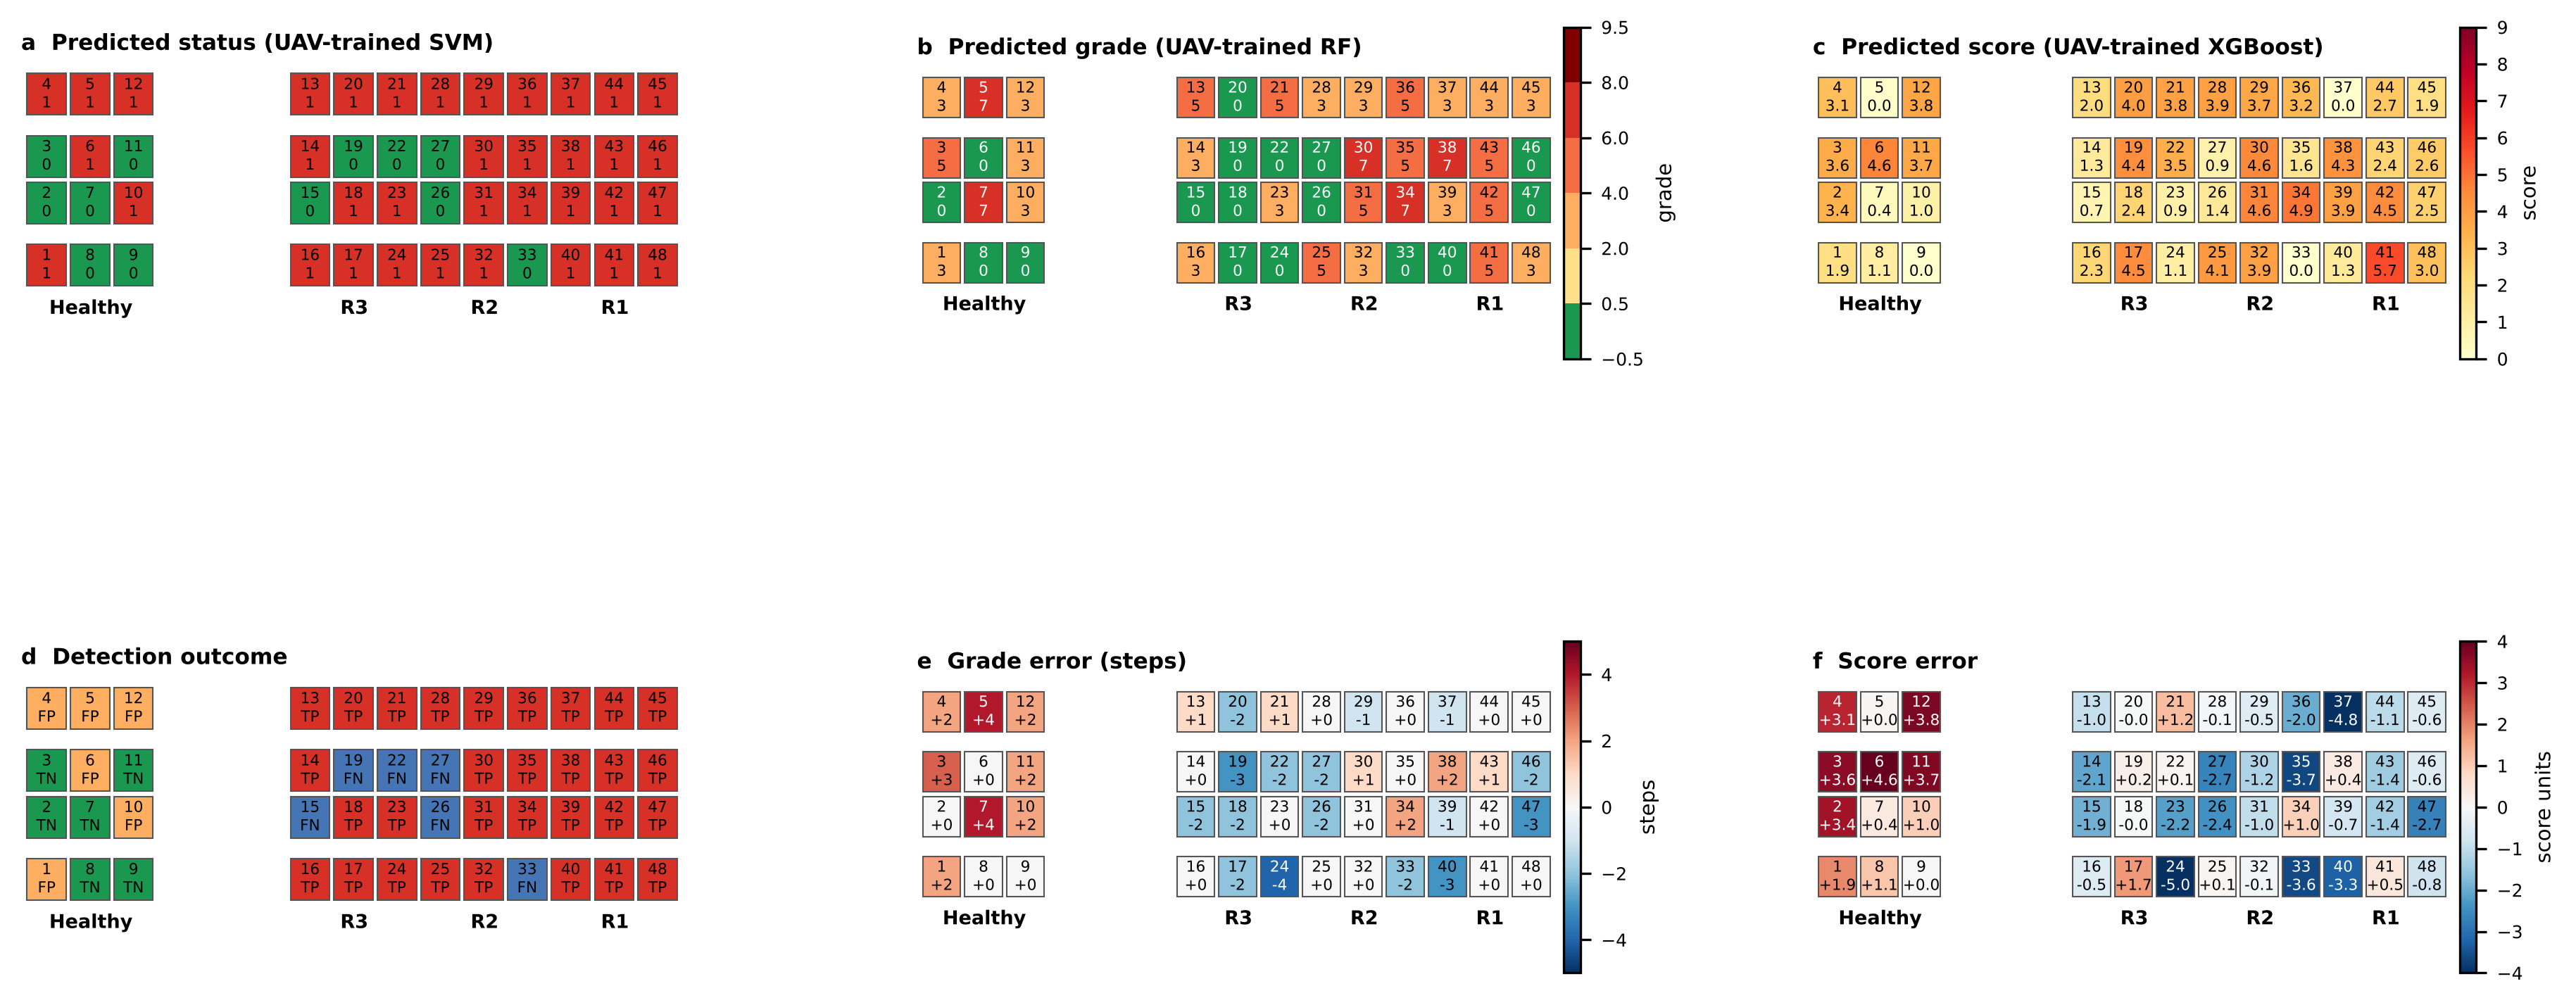 a Predicted status (UAV-trained SVM)
4 5 12 13 20 21 28 29 36 37 44 45
1 1 1 1 1 1 1 1 1 1 1 1
3 6 11 14 19 22 27 30 35 38 43 46
0 1 0 1 0 0 0 1 1 1 1 1
2 7 10 15 18 23 26 31 34 39 42 47
0 0 1 0 1 1 0 1 1 1 1 1
1 8 9 16 17 24 25 32 33 40 41 48
1 0 0 1 1 1 1 1 0 1 1 1
Healthy R3 R2 R1
b Predicted grade (UAV-trained RF)
4 5 12 13 20 21 28 29 36 37 44 45
3 7 3 5 0 5 3 3 5 3 3 3
3 6 11 14 19 22 27 30 35 38 43 46
5 0 3 3 0 0 0 7 5 7 5 0
2 7 10 15 18 23 26 31 34 39 42 47
0 7 3 0 0 3 0 5 7 3 5 0
1 8 9 16 17 24 25 32 33 40 41 48
3 0 0 3 0 0 5 3 0 0 5 3
Healthy R3 R2 R1
9.5
8.0
6.0
4.0
2.0
0.5
−0.5
grade
c Predicted score (UAV-trained XGBoost)
4 5 12 13 20 21 28 29 36 37 44 45
3.1 0.0 3.8 2.0 4.0 3.8 3.9 3.7 3.2 0.0 2.7 1.9
3 6 11 14 19 22 27 30 35 38 43 46
3.6 4.6 3.7 1.3 4.4 3.5 0.9 4.6 1.6 4.3 2.4 2.6
2 7 10 15 18 23 26 31 34 39 42 47
3.4 0.4 1.0 0.7 2.4 0.9 1.4 4.6 4.9 3.9 4.5 2.5
1 8 9 16 17 24 25 32 33 40 41 48
1.9 1.1 0.0 2.3 4.5 1.1 4.1 3.9 0.0 1.3 5.7 3.0
Healthy R3 R2 R1
9
8
7
6
5
4
3
2
1
0
score
d Detection outcome
4 5 12 13 20 21 28 29 36 37 44 45
FP FP FP TP TP TP TP TP TP TP TP TP
3 6 11 14 19 22 27 30 35 38 43 46
TN FP TN TP FN FN FN TP TP TP TP TP
2 7 10 15 18 23 26 31 34 39 42 47
TN TN FP FN TP TP FN TP TP TP TP TP
1 8 9 16 17 24 25 32 33 40 41 48
FP TN TN TP TP TP TP TP FN TP TP TP
Healthy R3 R2 R1
e Grade error (steps)
4 5 12 13 20 21 28 29 36 37 44 45
+2 +4 +2 +1 -2 +1 +0 -1 +0 -1 +0 +0
3 6 11 14 19 22 27 30 35 38 43 46
+3 +0 +2 +0 -3 -2 -2 +1 +0 +2 +1 -2
2 7 10 15 18 23 26 31 34 39 42 47
+0 +4 +2 -2 -2 +0 -2 +0 +2 -1 +0 -3
1 8 9 16 17 24 25 32 33 40 41 48
+2 +0 +0 +0 -2 -4 +0 +0 -2 -3 +0 +0
Healthy R3 R2 R1
4
2
0
−2
−4
steps
f Score error
4 5 12 13 20 21 28 29 36 37 44 45
+3.1 +0.0 +3.8 -1.0 -0.0 +1.2 -0.1 -0.5 -2.0 -4.8 -1.1 -0.6
3 6 11 14 19 22 27 30 35 38 43 46
+3.6 +4.6 +3.7 -2.1 +0.2 +0.1 -2.7 -1.2 -3.7 +0.4 -1.4 -0.6
2 7 10 15 18 23 26 31 34 39 42 47
+3.4 +0.4 +1.0 -1.9 -0.0 -2.2 -2.4 -1.0 +1.0 -0.7 -1.4 -2.7
1 8 9 16 17 24 25 32 33 40 41 48
+1.9 +1.1 +0.0 -0.5 +1.7 -5.0 +0.1 -0.1 -3.6 -3.3 +0.5 -0.8
Healthy R3 R2 R1
4
3
2
1
0
−1
−2
−3
−4
score units